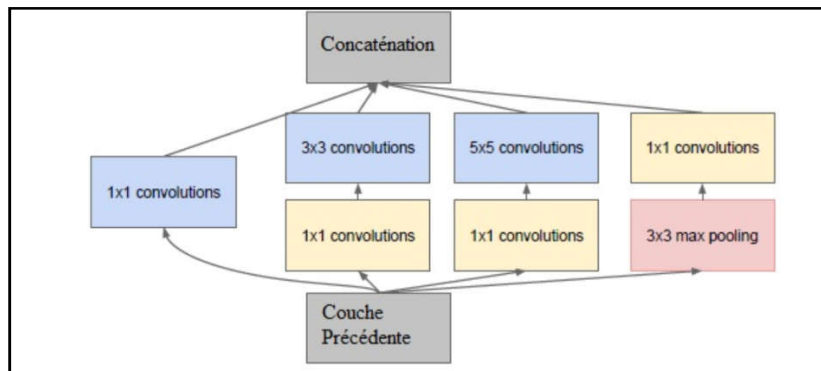 Concaténation
3x3 convolutions
5x5 convolutions
1x1 convolutions
1x1 convolutions
1x1 convolutions
1x1 convolutions
3x3 max pooling
Couche
Précédente